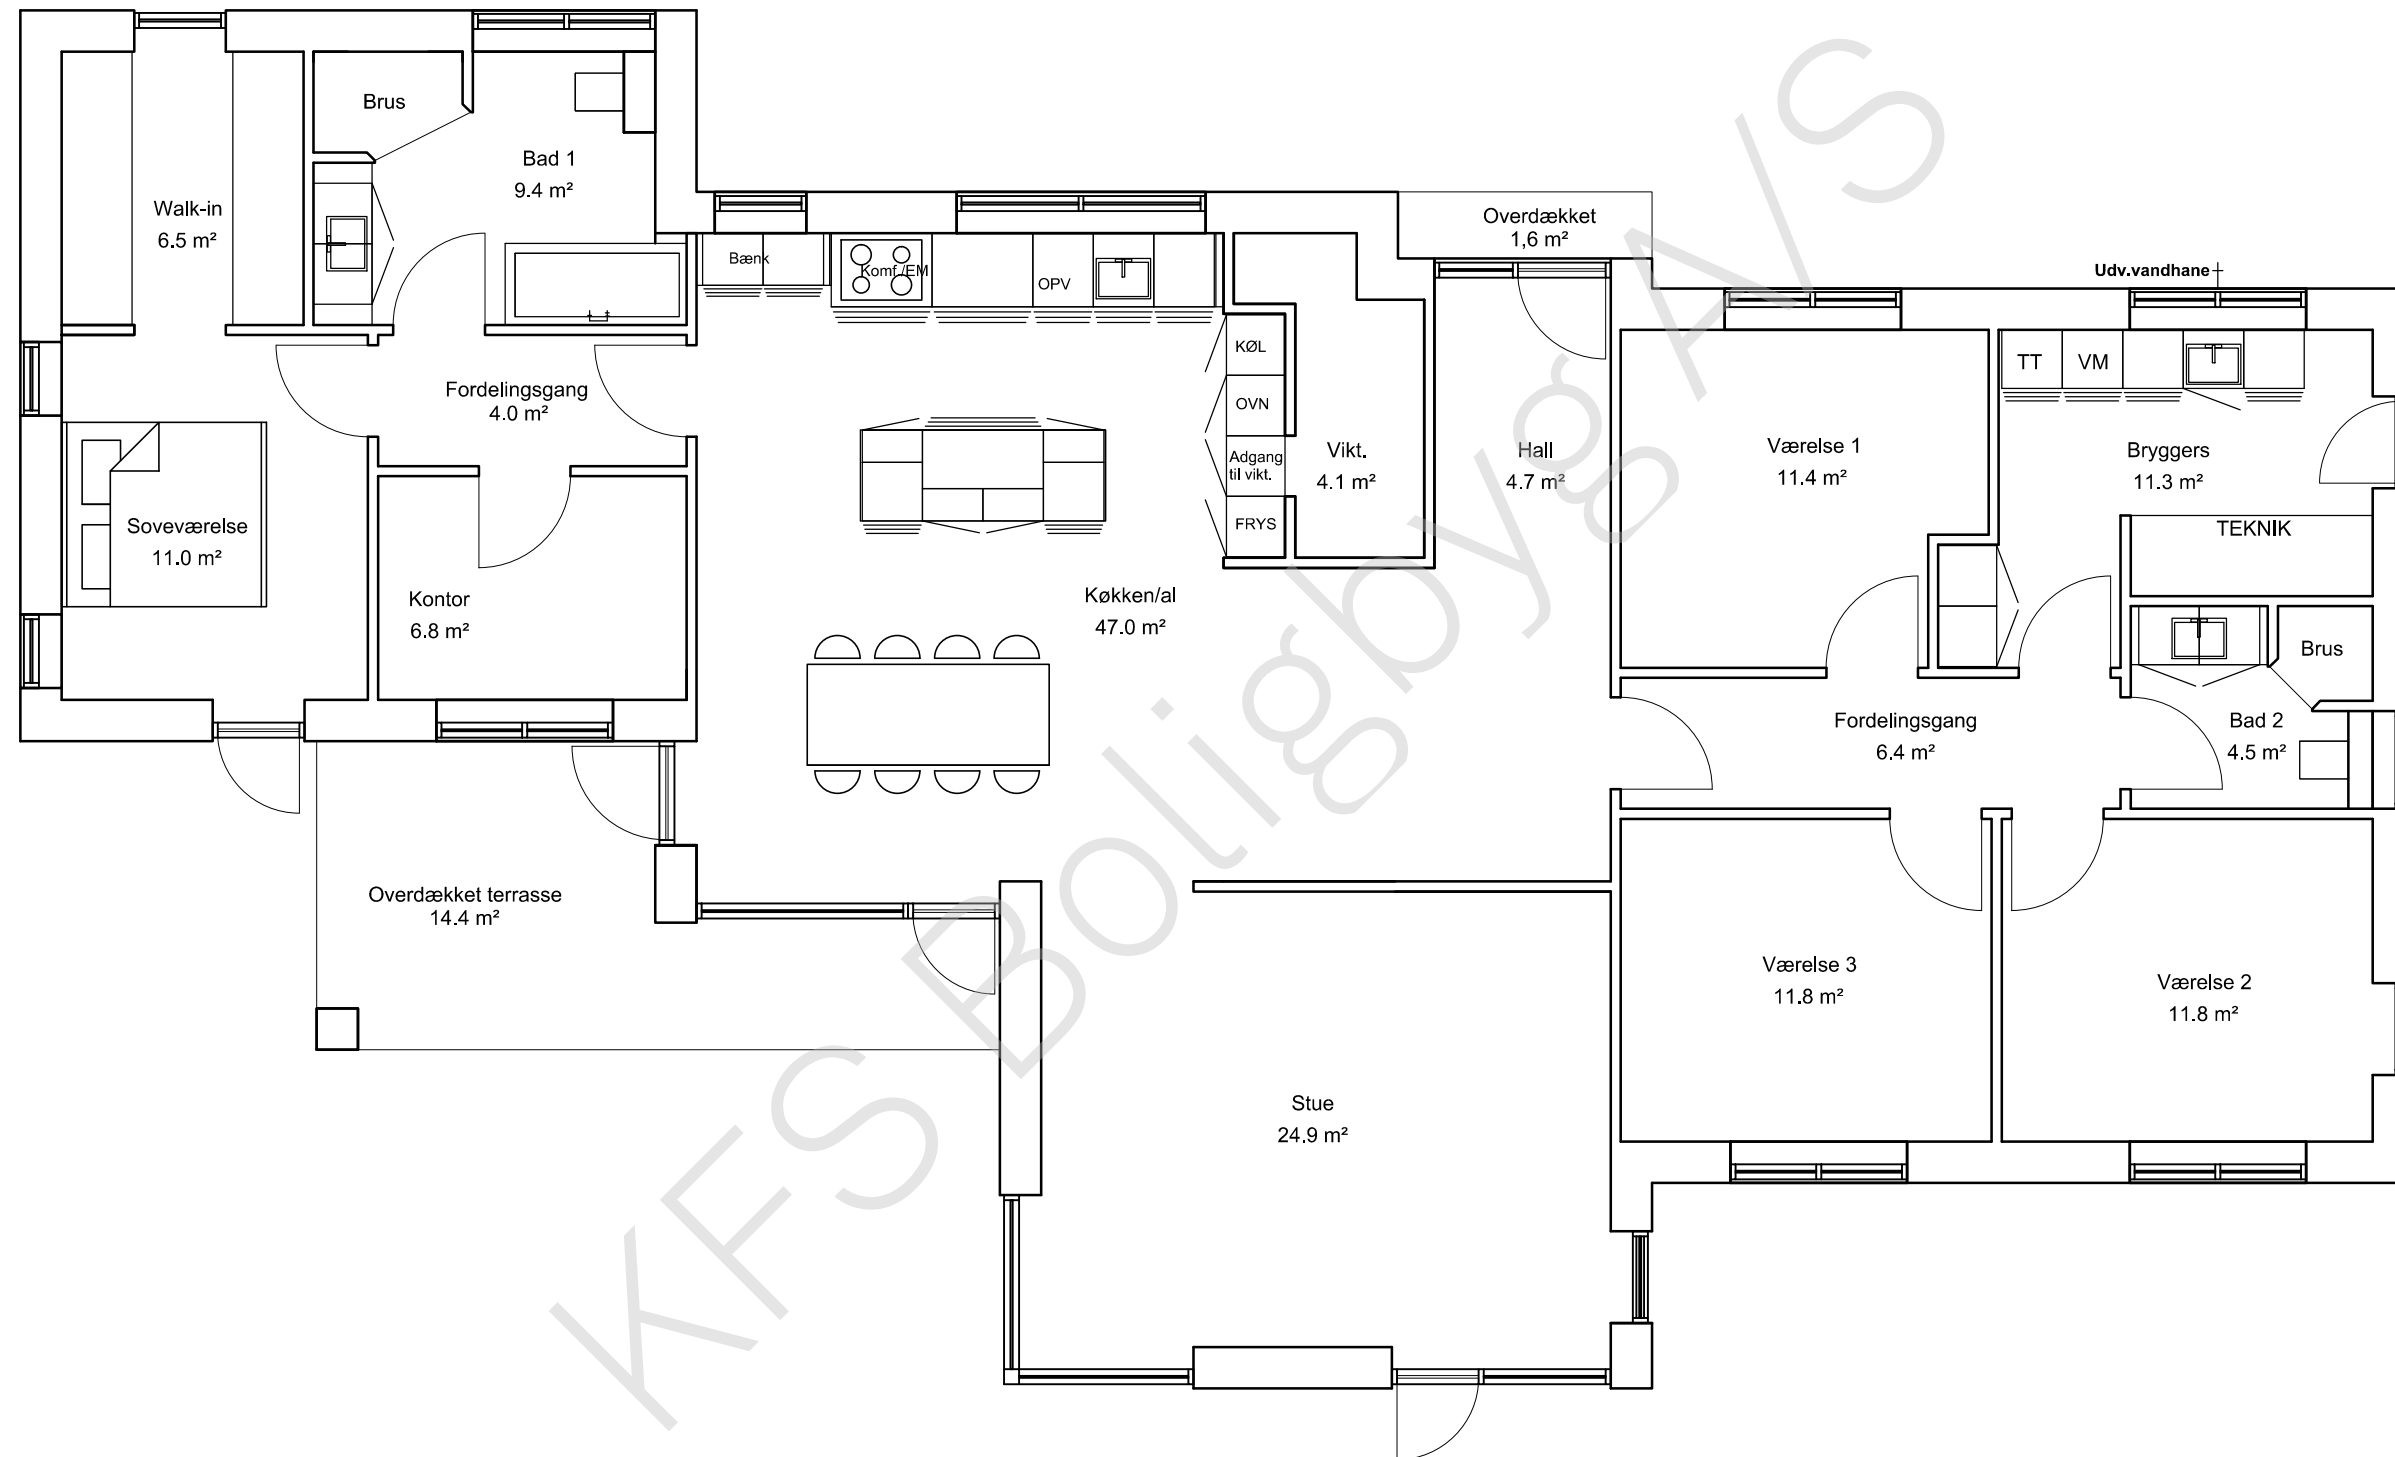 Brus
Bad 1
9.4 m²
Walk-in
6.5 m²
Overdækket
1,6 m²
Bænk
Komf./EM
OPV
Udv.vandhane
KØL
OVN
Adgang
til vikt.
FRYS
Fordelingsgang
4.0 m²
Vikt.
4.1 m²
Hall
4.7 m²
Værelse 1
11.4 m²
TT
VM
Bryggers
11.3 m²
TEKNIK
Soveværelse
11.0 m²
Kontor
6.8 m²
Køkken/al
47.0 m²
Brus
Fordelingsgang
6.4 m²
Bad 2
4.5 m²
Overdækket terrasse
14.4 m²
Værelse 3
11.8 m²
Værelse 2
11.8 m²
Stue
24.9 m²
KFS Boligbyg A/S